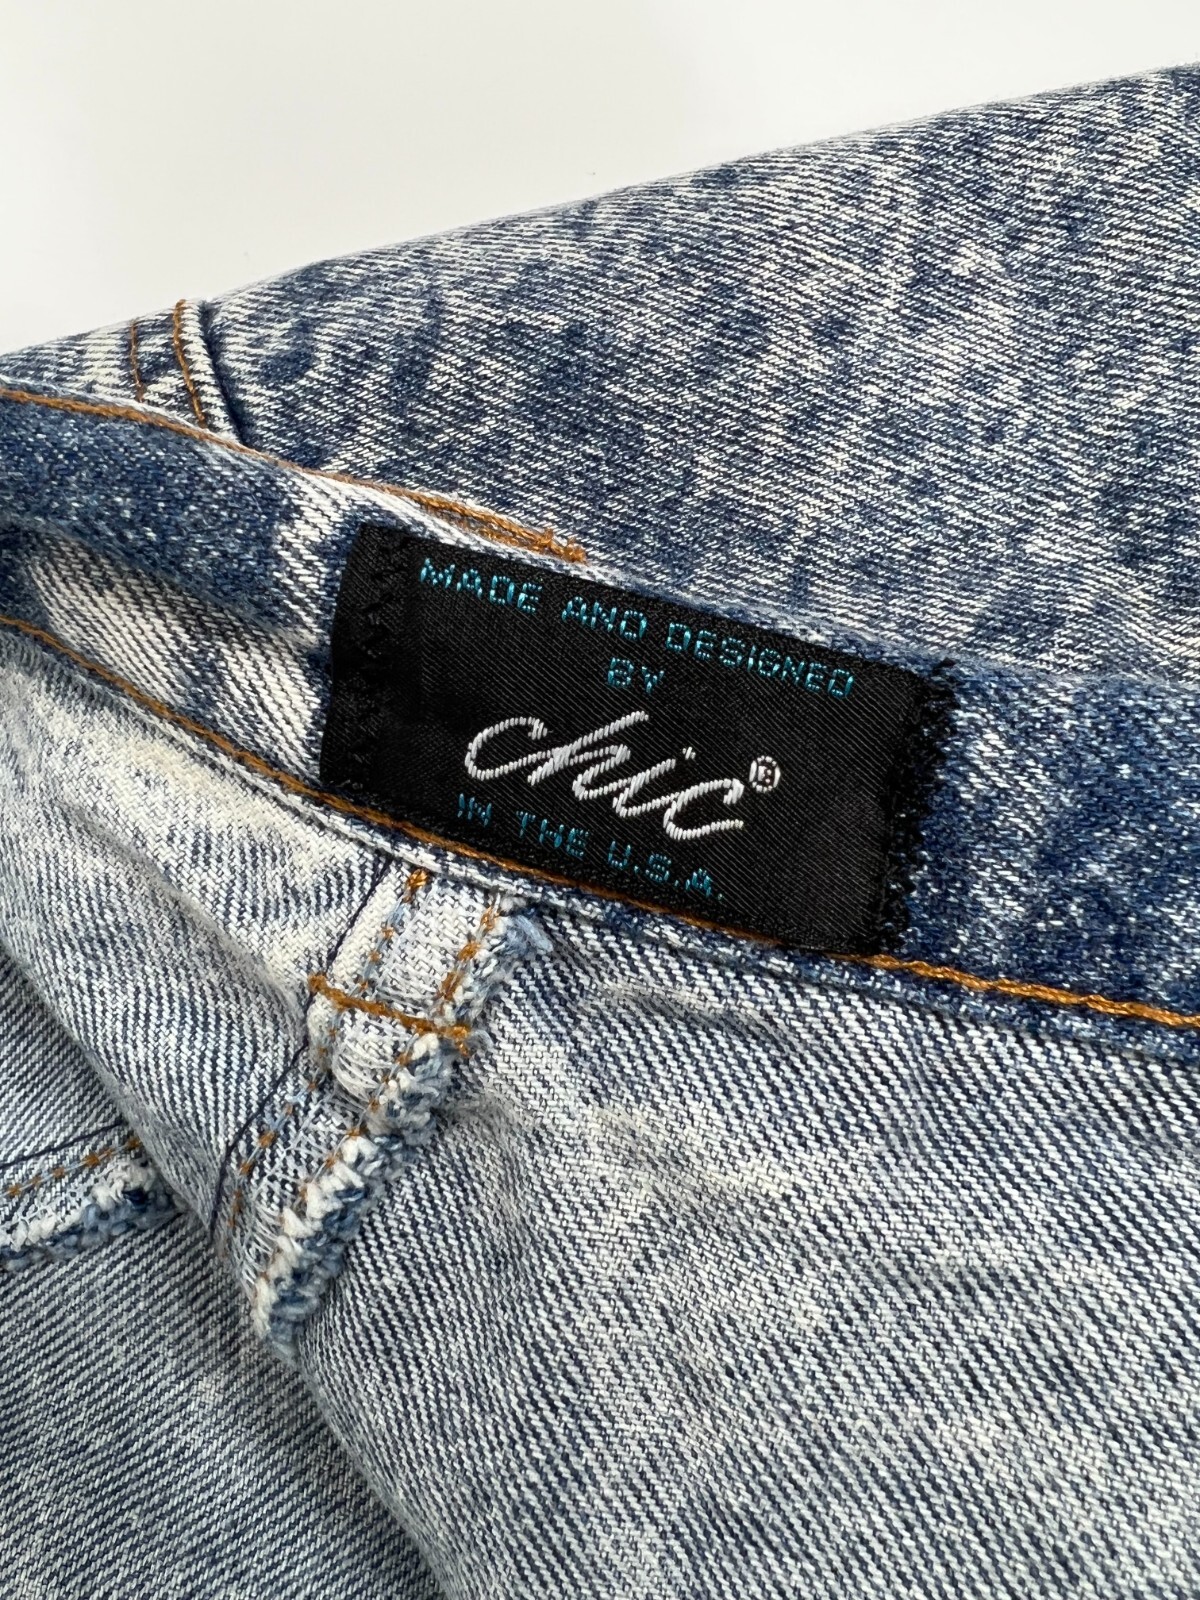 MADE AND DESIGNED
BY
chic®
IN THE U.S.A.